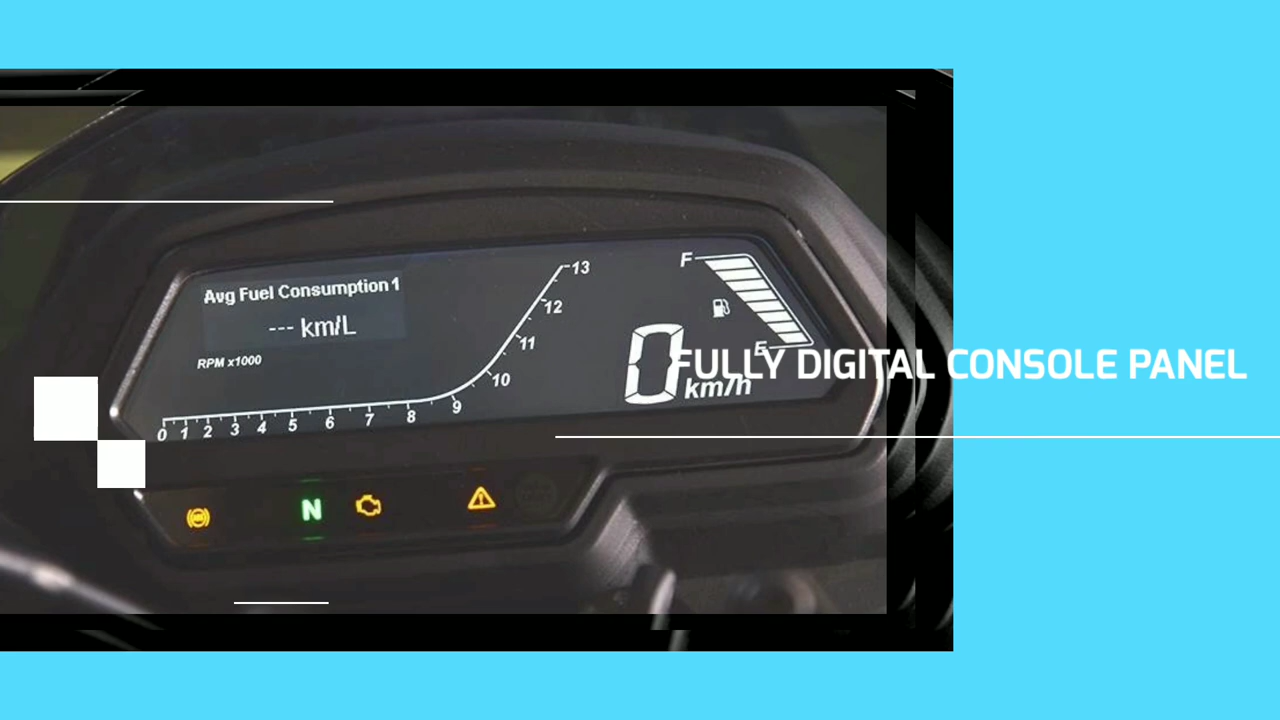 Avg Fuel Consumption 1
--- km/L
RPM x1000
0 1 2 3 4 5 6 7 8 9 10 11 12 13
F
E
0 km/h
FULLY DIGITAL CONSOLE PANEL
ABS
N